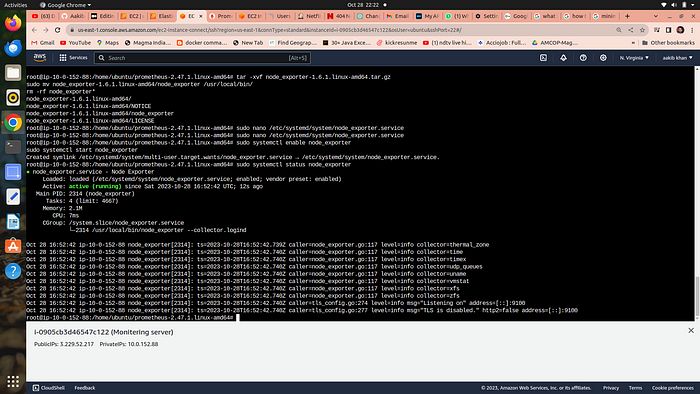 Activities
Google Chrome
Oct 28 22:22
us-east-1.console.aws.amazon.com/ec2-instance-connect/ssh?region=us-east-1&connType=standard&instanceId=i-0905cb3d46547c122&osUser=ubuntu&sshPort=22#/
Gmail YouTube Maps Magma India... docker comma... New Tab Find Geograp... 30+ Java Exce... kickresunme (1) ndtv live hi... AccioJob : Full... AMCDP-Mag...
aws Services Search [Alt+S] N. Virginia aakib khan
root@ip-10-0-152-88:/home/ubuntu/prometheus-2.47.1.linux-amd64# tar -xvf node_exporter-1.6.1.linux-amd64.tar.gz
sudo mv node_exporter-1.6.1.linux-amd64/node_exporter /usr/local/bin/
rm -rf node_exporter*
node_exporter-1.6.1.linux-amd64/
node_exporter-1.6.1.linux-amd64/NOTICE
node_exporter-1.6.1.linux-amd64/node_exporter
node_exporter-1.6.1.linux-amd64/LICENSE
root@ip-10-0-152-88:/home/ubuntu/prometheus-2.47.1.linux-amd64# sudo nano /etc/systemd/system/node_exporter.service
root@ip-10-0-152-88:/home/ubuntu/prometheus-2.47.1.linux-amd64# sudo nano /etc/systemd/system/node_exporter.service
root@ip-10-0-152-88:/home/ubuntu/prometheus-2.47.1.linux-amd64# sudo systemctl enable node_exporter
sudo systemctl start node_exporter
Created symlink /etc/systemd/system/multi-user.target.wants/node_exporter.service → /etc/systemd/system/node_exporter.service.
root@ip-10-0-152-88:/home/ubuntu/prometheus-2.47.1.linux-amd64# sudo systemctl status node_exporter
● node_exporter.service - Node Exporter
Loaded: loaded (/etc/systemd/system/node_exporter.service; enabled; vendor preset: enabled)
Active: active (running) since Sat 2023-10-28 16:52:42 UTC; 12s ago
Main PID: 2314 (node_exporter)
Tasks: 4 (limit: 4667)
Memory: 2.1M
CPU: 7ms
CGroup: /system.slice/node_exporter.service
└─2314 /usr/local/bin/node_exporter --collector.logind
Oct 28 16:52:42 ip-10-0-152-88 node_exporter[2314]: ts=2023-10-28T16:52:42.739Z caller=node_exporter.go:117 level=info collector=thermal_zone
Oct 28 16:52:42 ip-10-0-152-88 node_exporter[2314]: ts=2023-10-28T16:52:42.740Z caller=node_exporter.go:117 level=info collector=time
Oct 28 16:52:42 ip-10-0-152-88 node_exporter[2314]: ts=2023-10-28T16:52:42.740Z caller=node_exporter.go:117 level=info collector=timex
Oct 28 16:52:42 ip-10-0-152-88 node_exporter[2314]: ts=2023-10-28T16:52:42.740Z caller=node_exporter.go:117 level=info collector=udp_queues
Oct 28 16:52:42 ip-10-0-152-88 node_exporter[2314]: ts=2023-10-28T16:52:42.740Z caller=node_exporter.go:117 level=info collector=uname
Oct 28 16:52:42 ip-10-0-152-88 node_exporter[2314]: ts=2023-10-28T16:52:42.740Z caller=node_exporter.go:117 level=info collector=vmstat
Oct 28 16:52:42 ip-10-0-152-88 node_exporter[2314]: ts=2023-10-28T16:52:42.740Z caller=node_exporter.go:117 level=info collector=xfs
Oct 28 16:52:42 ip-10-0-152-88 node_exporter[2314]: ts=2023-10-28T16:52:42.740Z caller=node_exporter.go:117 level=info collector=zfs
Oct 28 16:52:42 ip-10-0-152-88 node_exporter[2314]: ts=2023-10-28T16:52:42.740Z caller=tls_config.go:274 level=info msg="Listening on" address=[::]:9100
Oct 28 16:52:42 ip-10-0-152-88 node_exporter[2314]: ts=2023-10-28T16:52:42.740Z caller=tls_config.go:277 level=info msg="TLS is disabled." http2=false address=[::]:9100
root@ip-10-0-152-88:/home/ubuntu/prometheus-2.47.1.linux-amd64#
i-0905cb3d46547c122 (Monitering server)
PublicIPs: 3.229.52.217 PrivateIPs: 10.0.152.88
CloudShell Feedback © 2023, Amazon Web Services, Inc. or its affiliates. Privacy Terms Cookie preferences